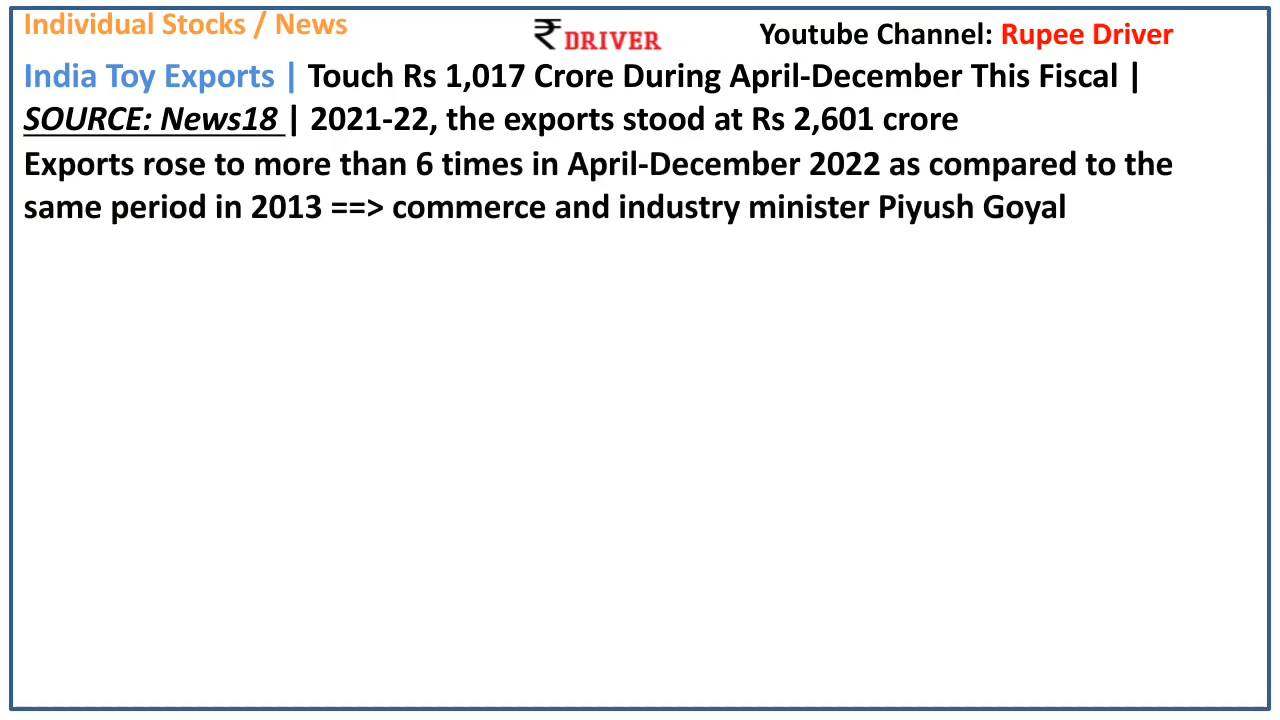 Individual Stocks / News
₹ DRIVER
Youtube Channel: Rupee Driver
India Toy Exports | Touch Rs 1,017 Crore During April-December This Fiscal |
SOURCE: News18 | 2021-22, the exports stood at Rs 2,601 crore
Exports rose to more than 6 times in April-December 2022 as compared to the
same period in 2013 ==> commerce and industry minister Piyush Goyal